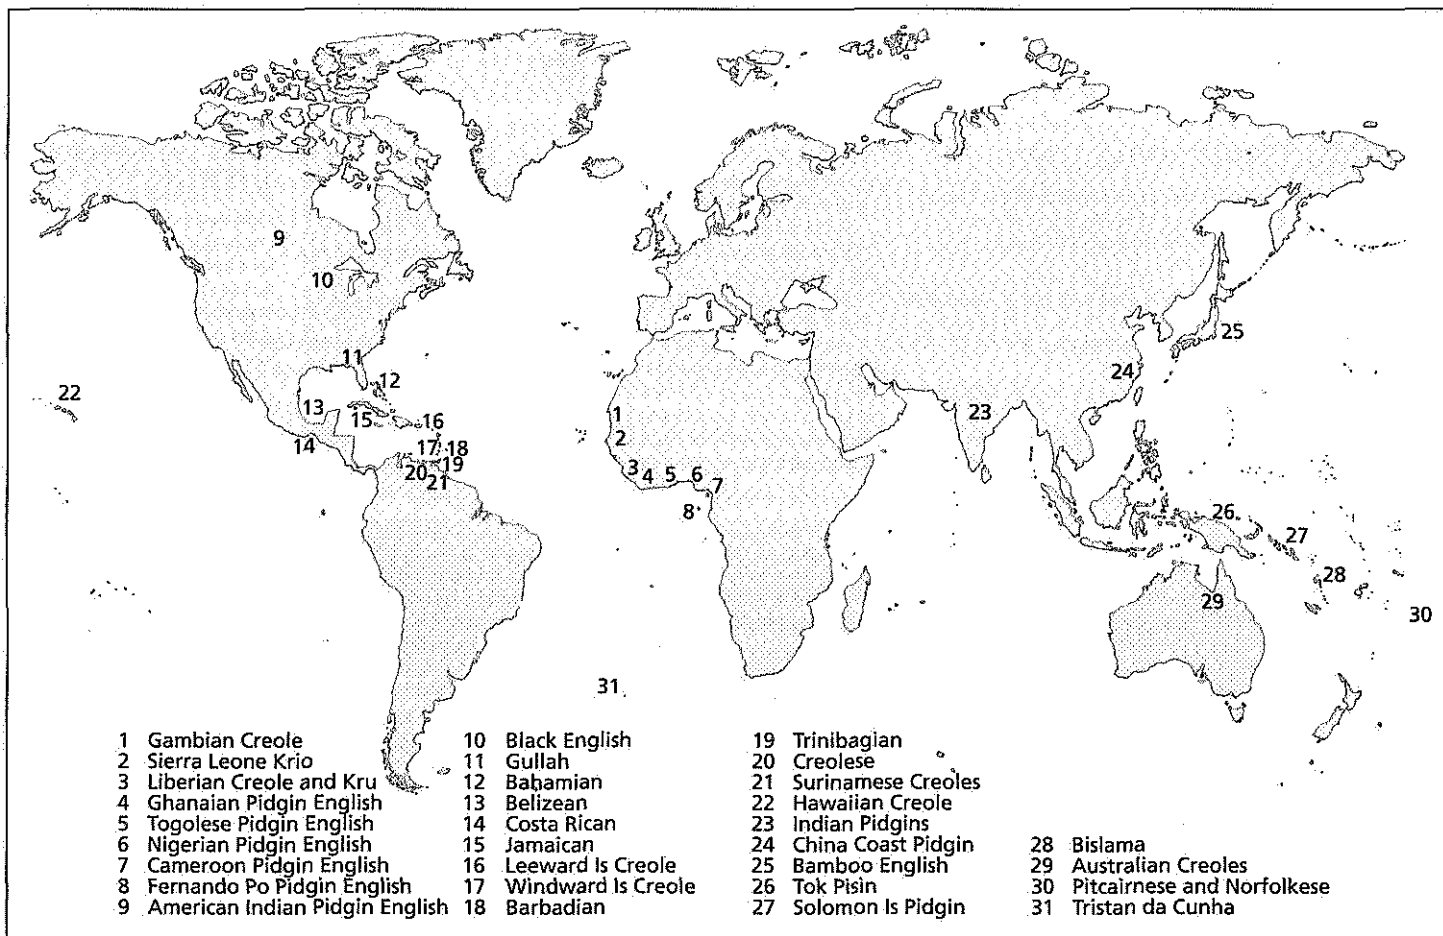 9
10
25
11
24
22
12
13
23
1
15
16
14
2
17
18
20
19
3
4
5
6
21
7
8
26
27
28
29
30
31
1 Gambian Creole
2 Sierra Leone Krio
3 Liberian Creole and Kru
4 Ghanaian Pidgin English
5 Togolese Pidgin English
6 Nigerian Pidgin English
7 Cameroon Pidgin English
8 Fernando Po Pidgin English
9 American Indian Pidgin English
10 Black English
11 Gullah
12 Bahamian
13 Belizean
14 Costa Rican
15 Jamaican
16 Leeward Is Creole
17 Windward Is Creole
18 Barbadian
19 Trinibagian
20 Creolese
21 Surinamese Creoles
22 Hawaiian Creole
23 Indian Pidgins
24 China Coast Pidgin
25 Bamboo English
26 Tok Pisin
27 Solomon Is Pidgin
28 Bislama
29 Australian Creoles
30 Pitcairnese and Norfolkese
31 Tristan da Cunha